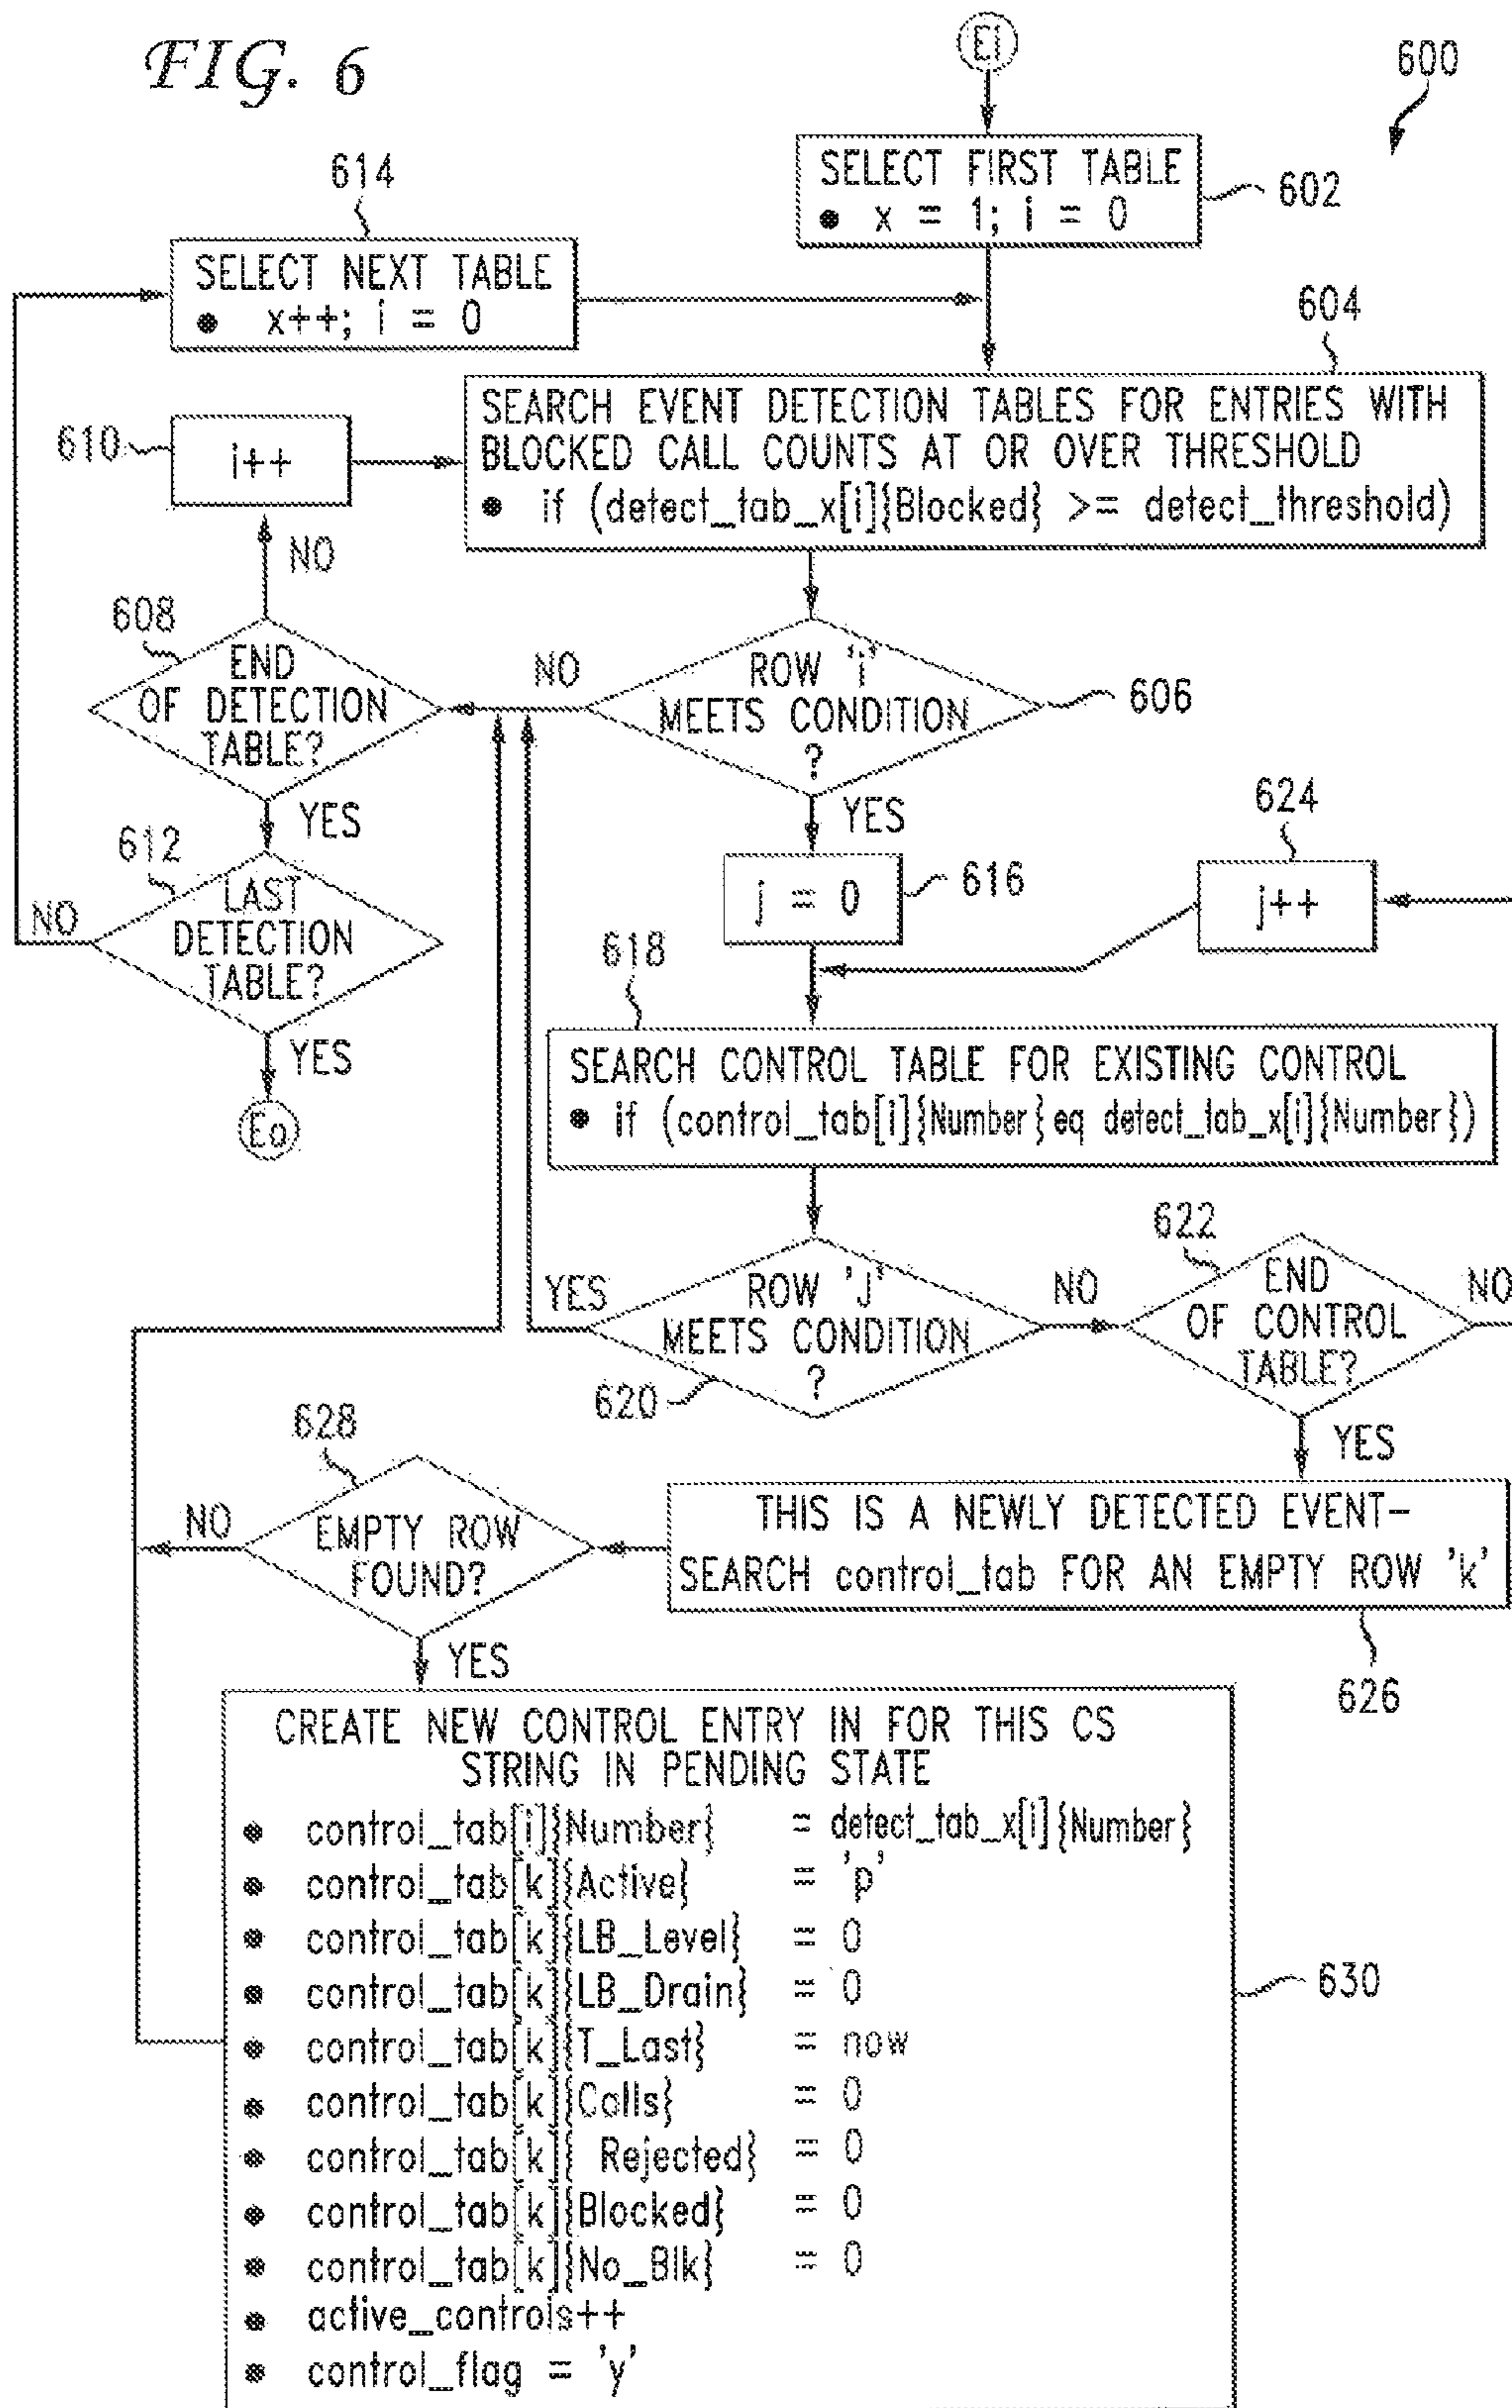 FIG. 6
Ei
600
SELECT FIRST TABLE
• x = 1; i = 0
602
614
SELECT NEXT TABLE
• x++; i = 0
604
SEARCH EVENT DETECTION TABLES FOR ENTRIES WITH
BLOCKED CALL COUNTS AT OR OVER THRESHOLD
• if (detect_tab_x[i]{Blocked} >= detect_threshold)
610
i++
NO
608
END
OF DETECTION
TABLE?
NO
ROW 'i'
MEETS CONDITION
?
606
YES
YES
612
LAST
DETECTION
TABLE?
NO
YES
Eo
j = 0
616
624
j++
618
SEARCH CONTROL TABLE FOR EXISTING CONTROL
• if (control_tab[i]{Number} eq detect_tab_x[i]{Number})
YES
ROW 'J'
MEETS CONDITION
?
620
NO
622
END
OF CONTROL
TABLE?
NO
YES
628
NO
EMPTY ROW
FOUND?
THIS IS A NEWLY DETECTED EVENT-
SEARCH control_tab FOR AN EMPTY ROW 'k'
626
YES
CREATE NEW CONTROL ENTRY IN FOR THIS CS
STRING IN PENDING STATE
• control_tab[i]{Number} = detect_tab_x[i]{Number}
• control_tab[k]{Active} = 'p'
• control_tab[k]{LB_Level} = 0
• control_tab[k]{LB_Drain} = 0
• control_tab[k]{T_Last} = now
• control_tab[k]{Calls} = 0
• control_tab[k]{ Rejected} = 0
• control_tab[k]{Blocked} = 0
• control_tab[k]{No_Blk} = 0
• active_controls++
• control_flag = 'y'
630